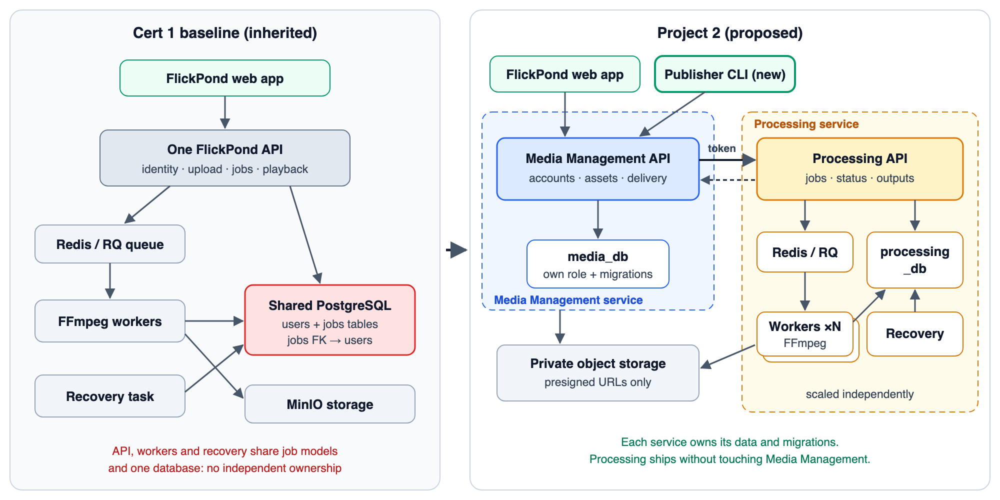 Cert 1 baseline (inherited)
FlickPond web app
One FlickPond API
identity · upload · jobs · playback
Redis / RQ queue
FFmpeg workers
Shared PostgreSQL
users + jobs tables
jobs FK → users
Recovery task
MinIO storage
API, workers and recovery share job models
and one database: no independent ownership
Project 2 (proposed)
FlickPond web app
Publisher CLI (new)
Processing service
Media Management API
accounts · assets · delivery
token
Processing API
jobs · status · outputs
media_db
own role + migrations
Media Management service
Redis / RQ
processing
_db
Workers ×N
FFmpeg
Recovery
Private object storage
presigned URLs only
scaled independently
Each service owns its data and migrations.
Processing ships without touching Media Management.